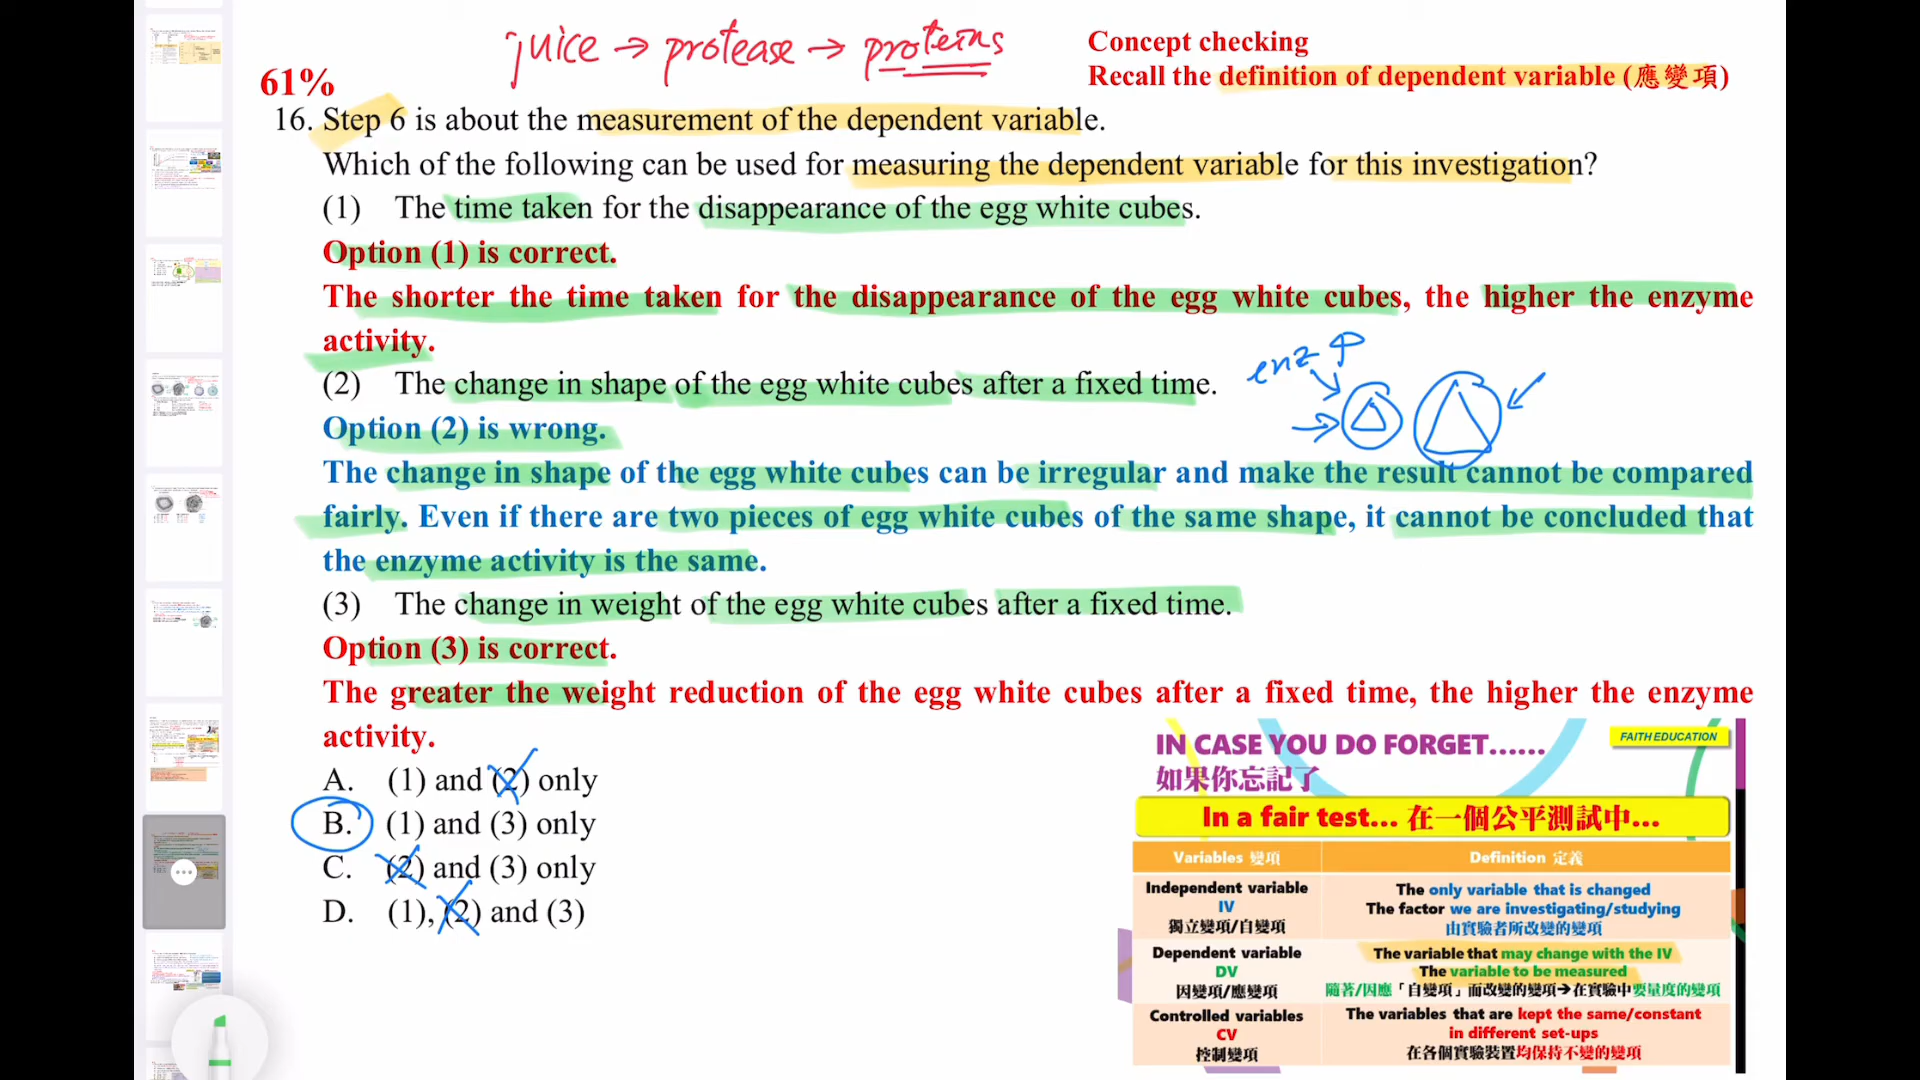 juice → protease → proteins
Concept checking
Recall the definition of dependent variable (應變項)
61%
16. Step 6 is about the measurement of the dependent variable.
Which of the following can be used for measuring the dependent variable for this investigation?
(1) The time taken for the disappearance of the egg white cubes.
Option (1) is correct.
The shorter the time taken for the disappearance of the egg white cubes, the higher the enzyme
activity.
enz ↑
(2) The change in shape of the egg white cubes after a fixed time.
Option (2) is wrong.
The change in shape of the egg white cubes can be irregular and make the result cannot be compared
fairly. Even if there are two pieces of egg white cubes of the same shape, it cannot be concluded that
the enzyme activity is the same.
(3) The change in weight of the egg white cubes after a fixed time.
Option (3) is correct.
The greater the weight reduction of the egg white cubes after a fixed time, the higher the enzyme
activity.
A. (1) and (2) only
B. (1) and (3) only
C. (2) and (3) only
D. (1), (2) and (3)
IN CASE YOU DO FORGET......
FAITH EDUCATION
如果你忘記了
In a fair test... 在一個公平測試中...
Variables 變項 Definition 定義
Independent variable
IV
獨立變項/自變項
The only variable that is changed
The factor we are investigating/studying
由實驗者所改變的變項
Dependent variable
DV
因變項/應變項
The variable that may change with the IV
The variable to be measured
隨著/因應「自變項」而改變的變項→在實驗中要量度的變項
Controlled variables
CV
控制變項
The variables that are kept the same/constant
in different set-ups
在各個實驗裝置均保持不變的變項